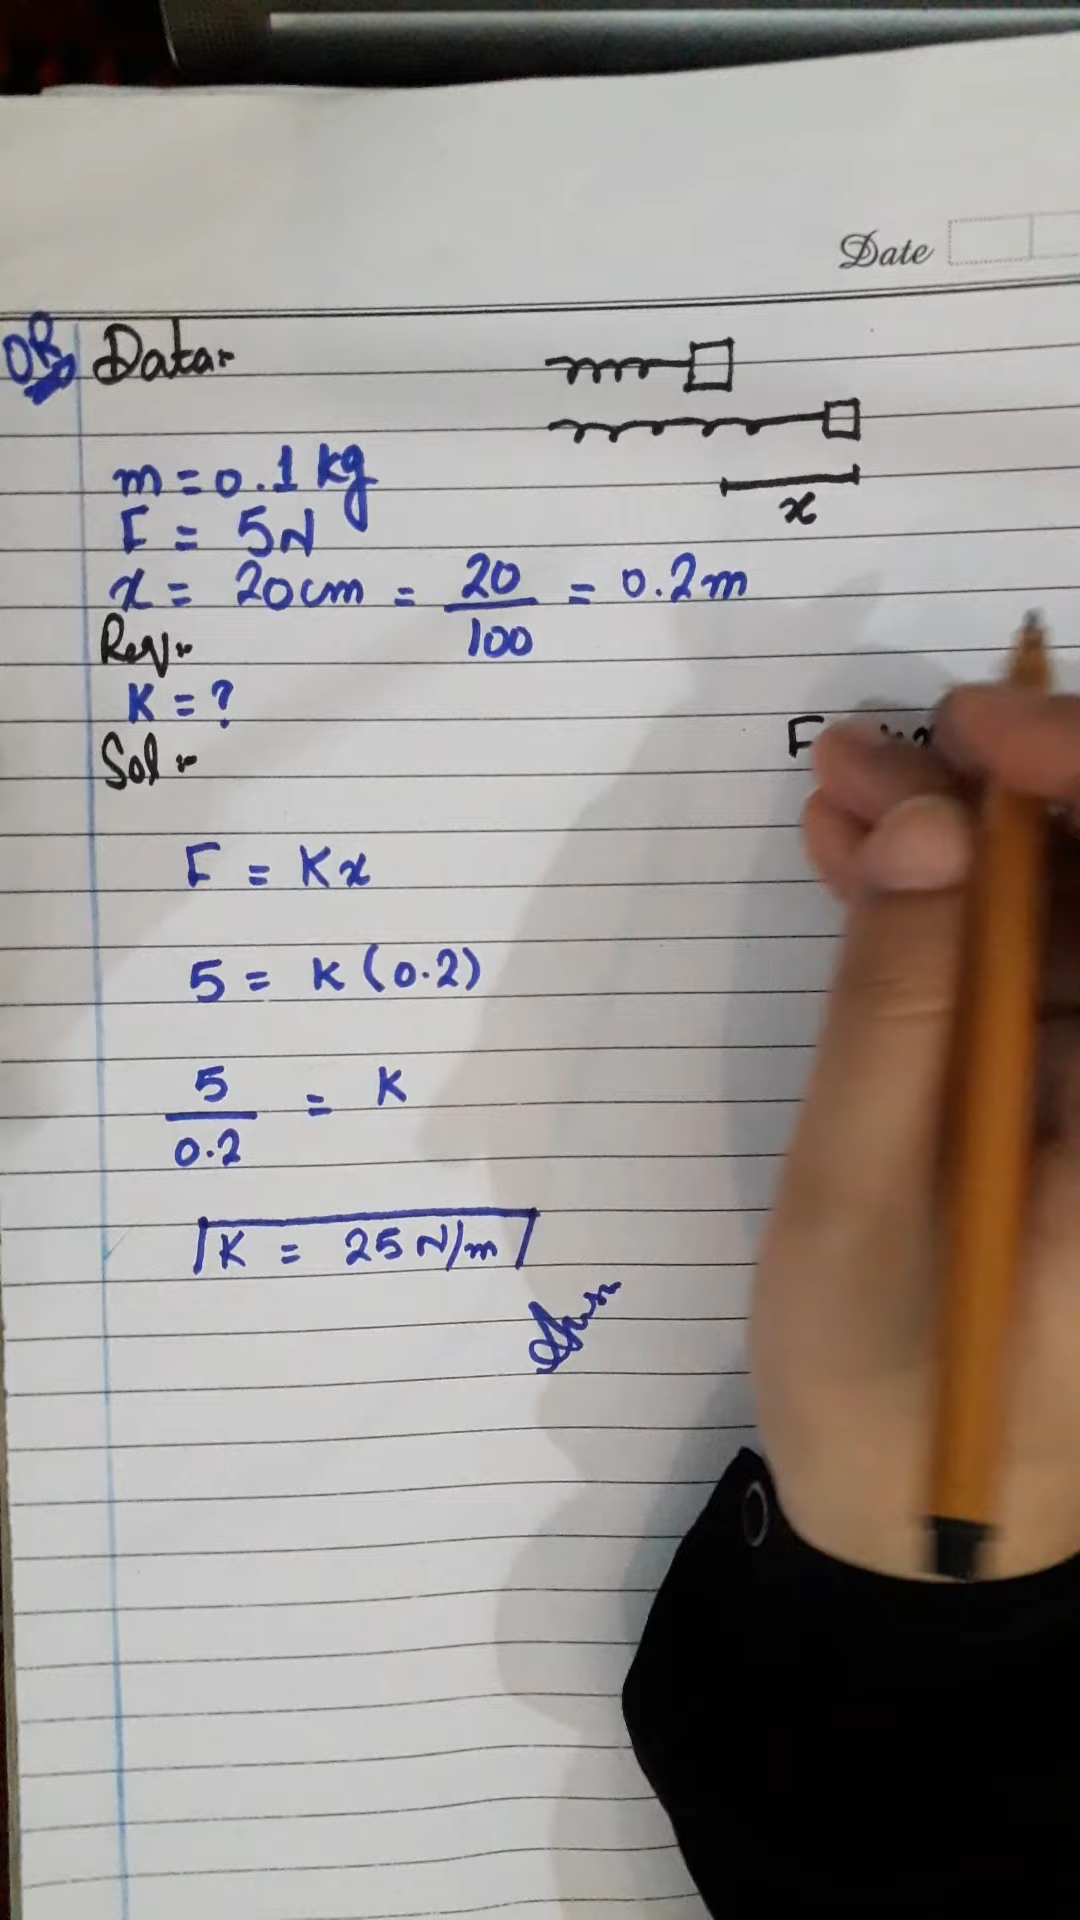 Date
OR Data:-
m = 0.1 kg
F = 5N
x
x = 20cm = 20/100 = 0.2m
Req:-
K = ?
Sol:-
F
F = Kx
5 = K(0.2)
5/0.2 = K
K = 25 N/m